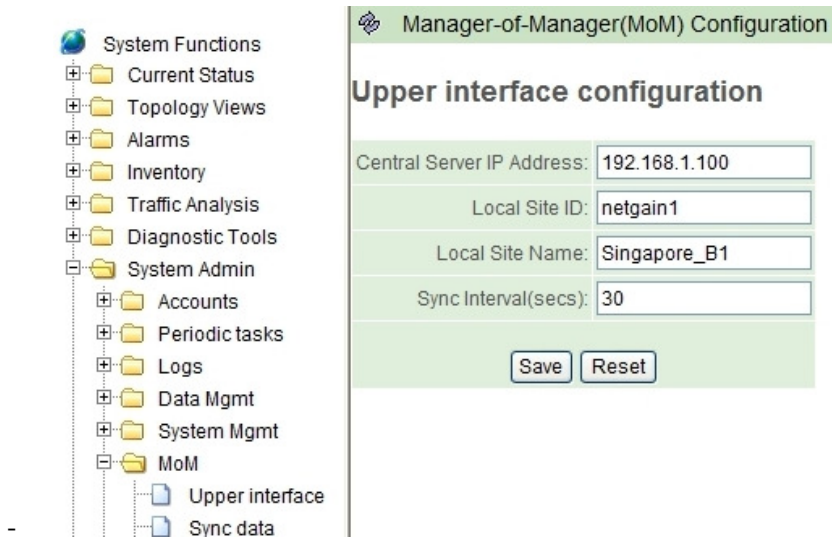 System Functions
Current Status
Topology Views
Alarms
Inventory
Traffic Analysis
Diagnostic Tools
System Admin
Accounts
Periodic tasks
Logs
Data Mgmt
System Mgmt
MoM
Upper interface
- Sync data
Manager-of-Manager(MoM) Configuration
Upper interface configuration
Central Server IP Address: 192.168.1.100
Local Site ID: netgain1
Local Site Name: Singapore_B1
Sync Interval(secs): 30
Save Reset